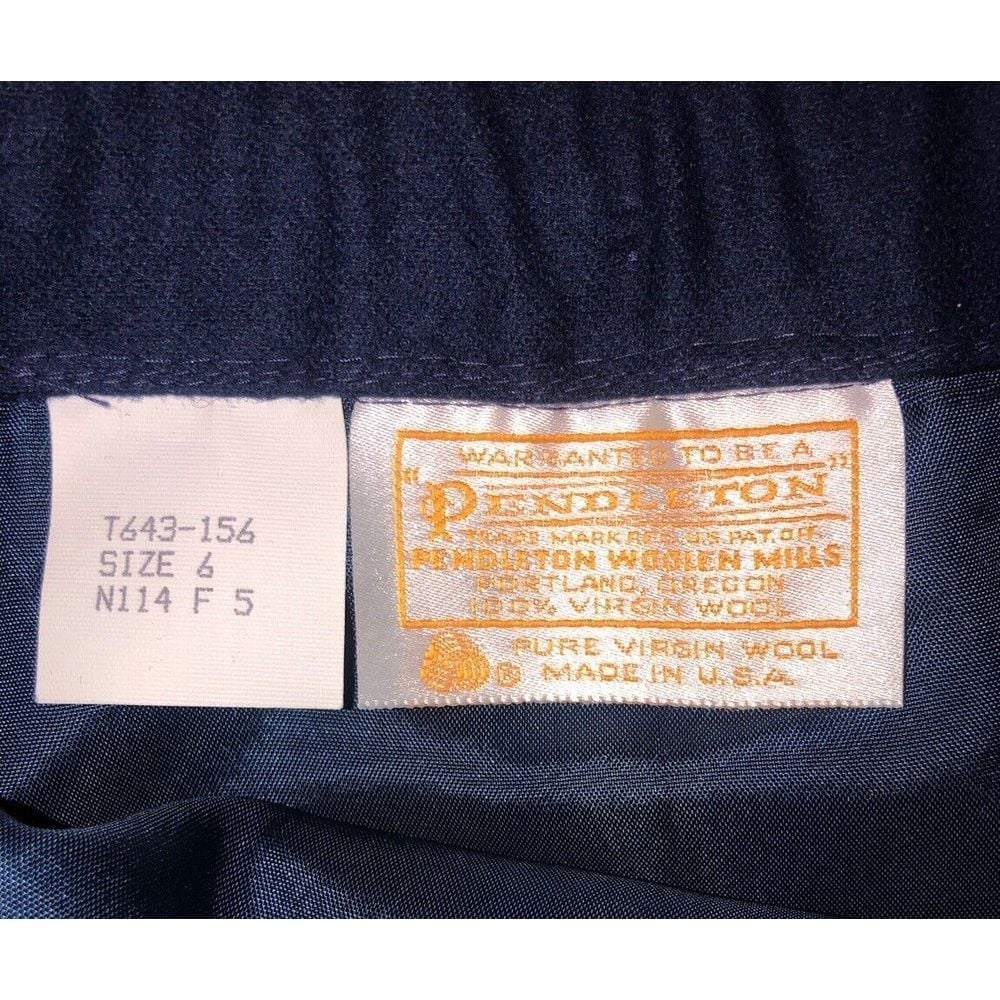 T643-156
SIZE 6
N114 F 5
WARRANTED TO BE A
"PENDLETON"
TRADE MARK REG. U.S. PAT. OFF
PENDLETON WOOLEN MILLS
PORTLAND, OREGON
100% VIRGIN WOOL
PURE VIRGIN WOOL
® MADE IN U.S.A.